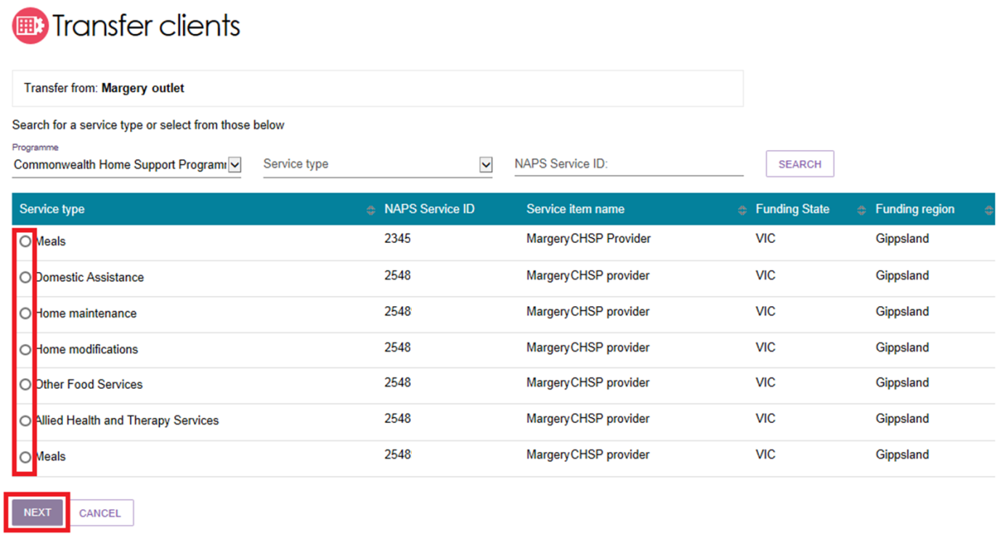 Transfer clients
Transfer from: Margery outlet
Search for a service type or select from those below
Programme
Commonwealth Home Support Programm Service type NAPS Service ID: SEARCH
Service type NAPS Service ID Service item name Funding State Funding region
Meals 2345 MargeryCHSP Provider VIC Gippsland
Domestic Assistance 2548 MargeryCHSP provider VIC Gippsland
Home maintenance 2548 MargeryCHSP provider VIC Gippsland
Home modifications 2548 MargeryCHSP provider VIC Gippsland
Other Food Services 2548 MargeryCHSP provider VIC Gippsland
Allied Health and Therapy Services 2548 MargeryCHSP provider VIC Gippsland
Meals 2548 MargeryCHSP provider VIC Gippsland
NEXT CANCEL